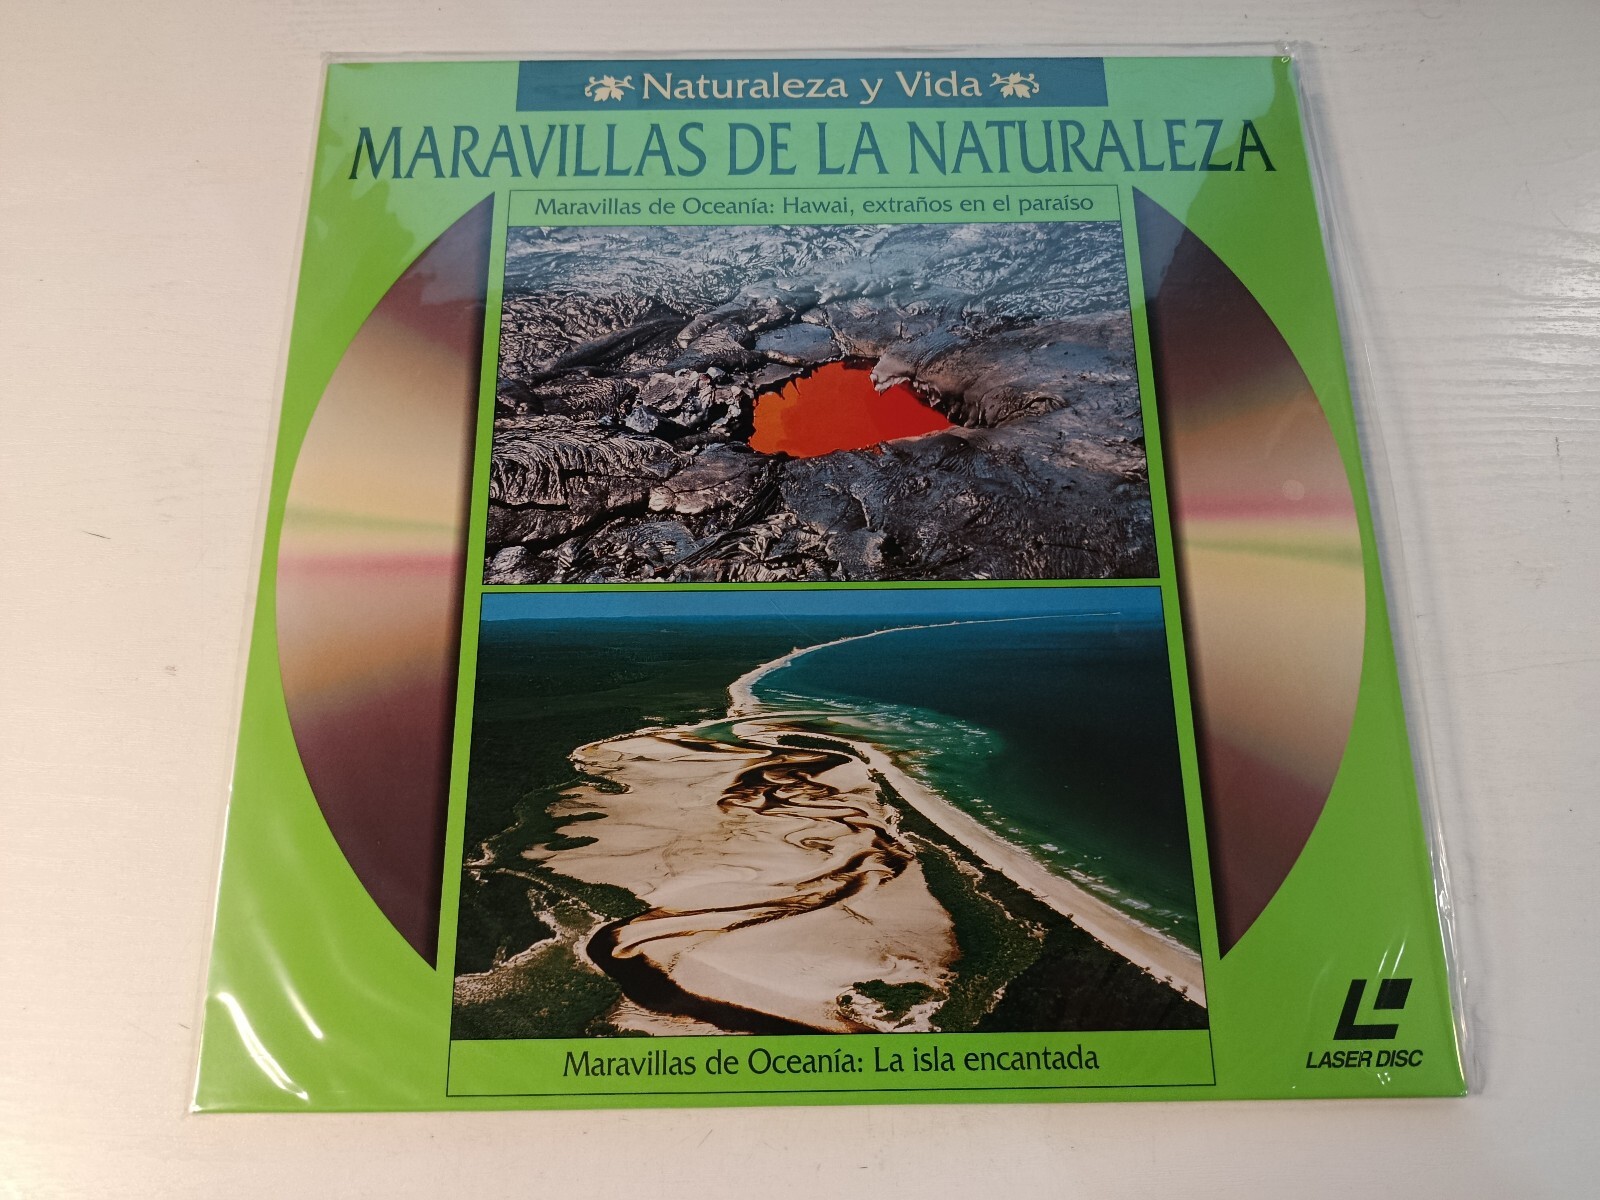 Naturaleza y Vida
MARAVILLAS DE LA NATURALEZA
Maravillas de Oceanía: Hawai, extraños en el paraíso
Maravillas de Oceanía: La isla encantada
LASER DISC